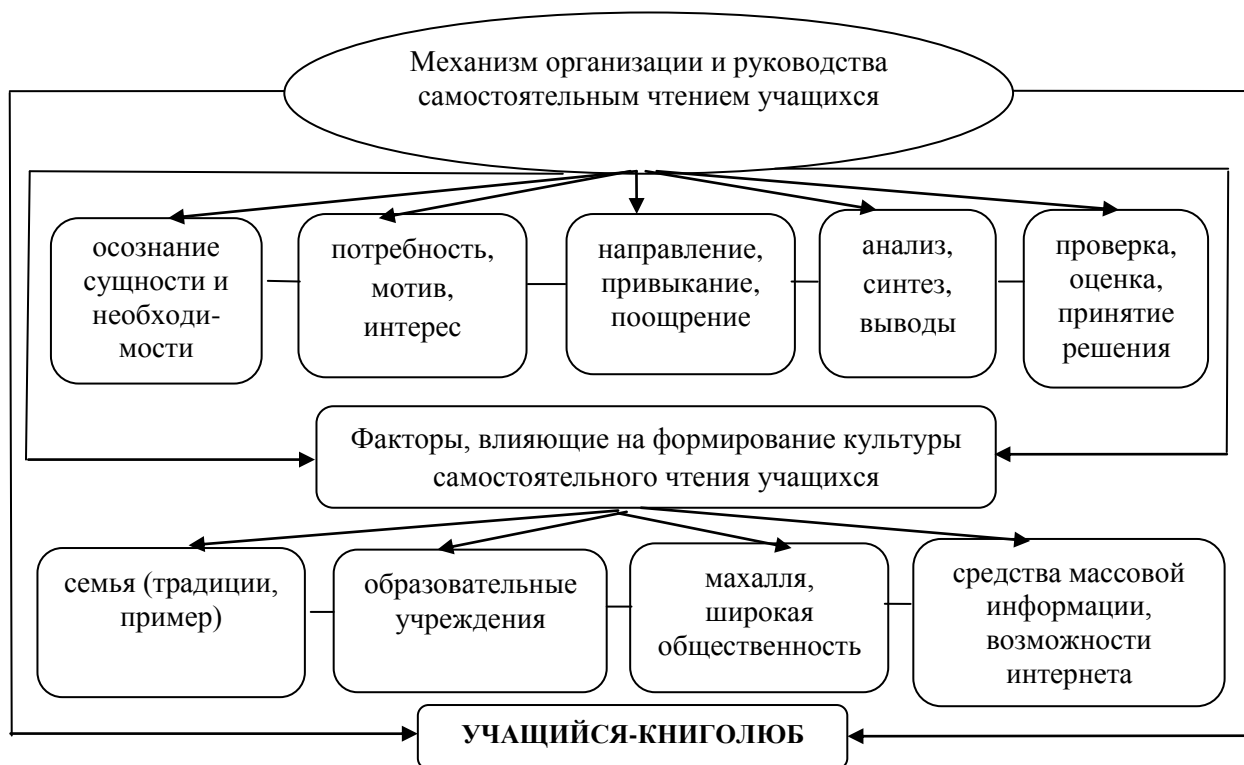 Механизм организации и руководства
самостоятельным чтением учащихся
осознание
сущности и
необходи-
мости
потребность,
мотив,
интерес
направление,
привыкание,
поощрение
анализ,
синтез,
выводы
проверка,
оценка,
принятие
решения
Факторы, влияющие на формирование культуры
самостоятельного чтения учащихся
семья (традиции,
пример)
образовательные
учреждения
махалля,
широкая
общественность
средства массовой
информации,
возможности
интернета
УЧАЩИЙСЯ-КНИГОЛЮБ